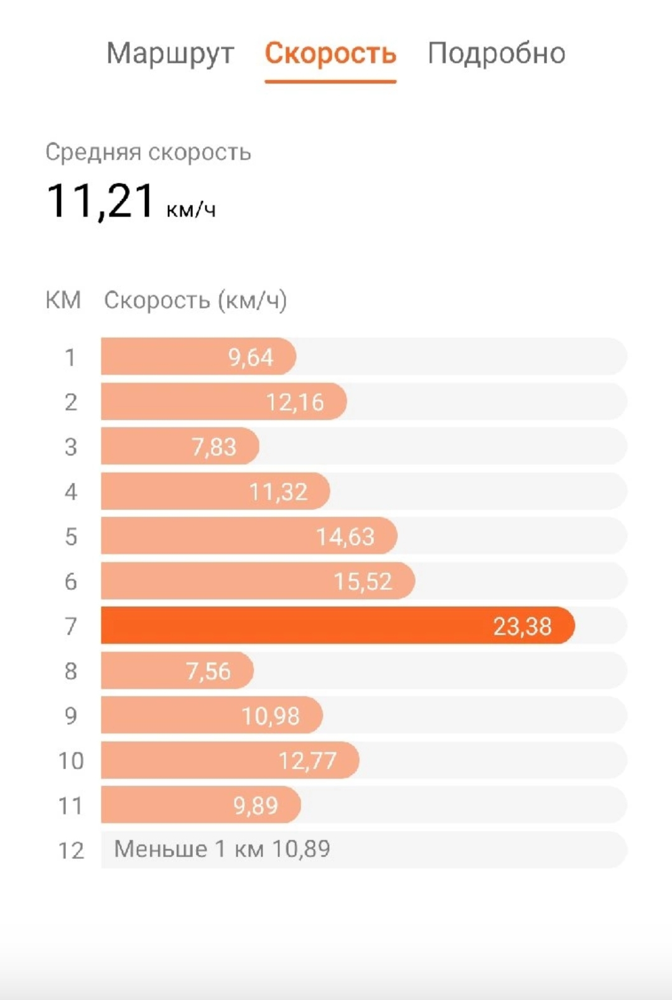 Маршрут Скорость Подробно
Средняя скорость
11,21 км/ч
КМ Скорость (км/ч)
1 9,64
2 12,16
3 7,83
4 11,32
5 14,63
6 15,52
7 23,38
8 7,56
9 10,98
10 12,77
11 9,89
12 Меньше 1 км 10,89